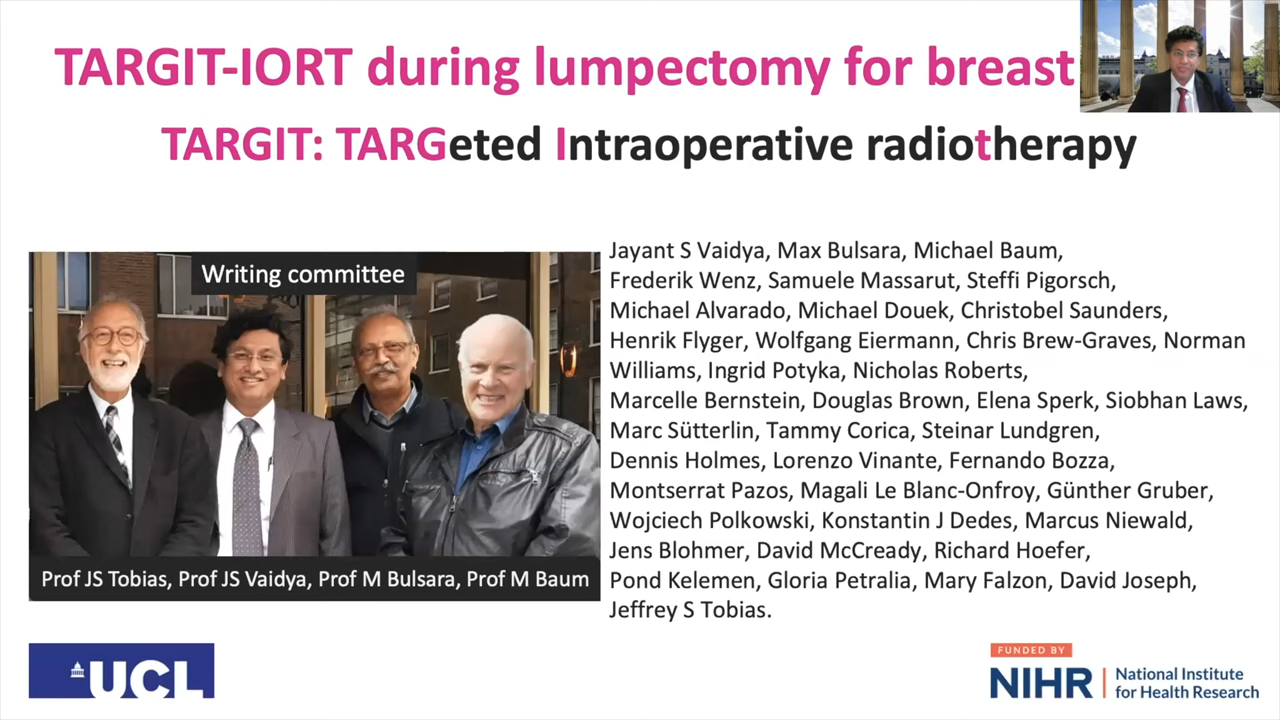 TARGIT-IORT during lumpectomy for breast
TARGIT: TARGeted Intraoperative radiotherapy
Writing committee
Prof JS Tobias, Prof JS Vaidya, Prof M Bulsara, Prof M Baum
Jayant S Vaidya, Max Bulsara, Michael Baum,
Frederik Wenz, Samuele Massarut, Steffi Pigorsch,
Michael Alvarado, Michael Douek, Christobel Saunders,
Henrik Flyger, Wolfgang Eiermann, Chris Brew-Graves, Norman
Williams, Ingrid Potyka, Nicholas Roberts,
Marcelle Bernstein, Douglas Brown, Elena Sperk, Siobhan Laws,
Marc Sütterlin, Tammy Corica, Steinar Lundgren,
Dennis Holmes, Lorenzo Vinante, Fernando Bozza,
Montserrat Pazos, Magali Le Blanc-Onfroy, Günther Gruber,
Wojciech Polkowski, Konstantin J Dedes, Marcus Niewald,
Jens Blohmer, David McCready, Richard Hoefer,
Pond Kelemen, Gloria Petralia, Mary Falzon, David Joseph,
Jeffrey S Tobias.
UCL
FUNDED BY
NIHR | National Institute
for Health Research